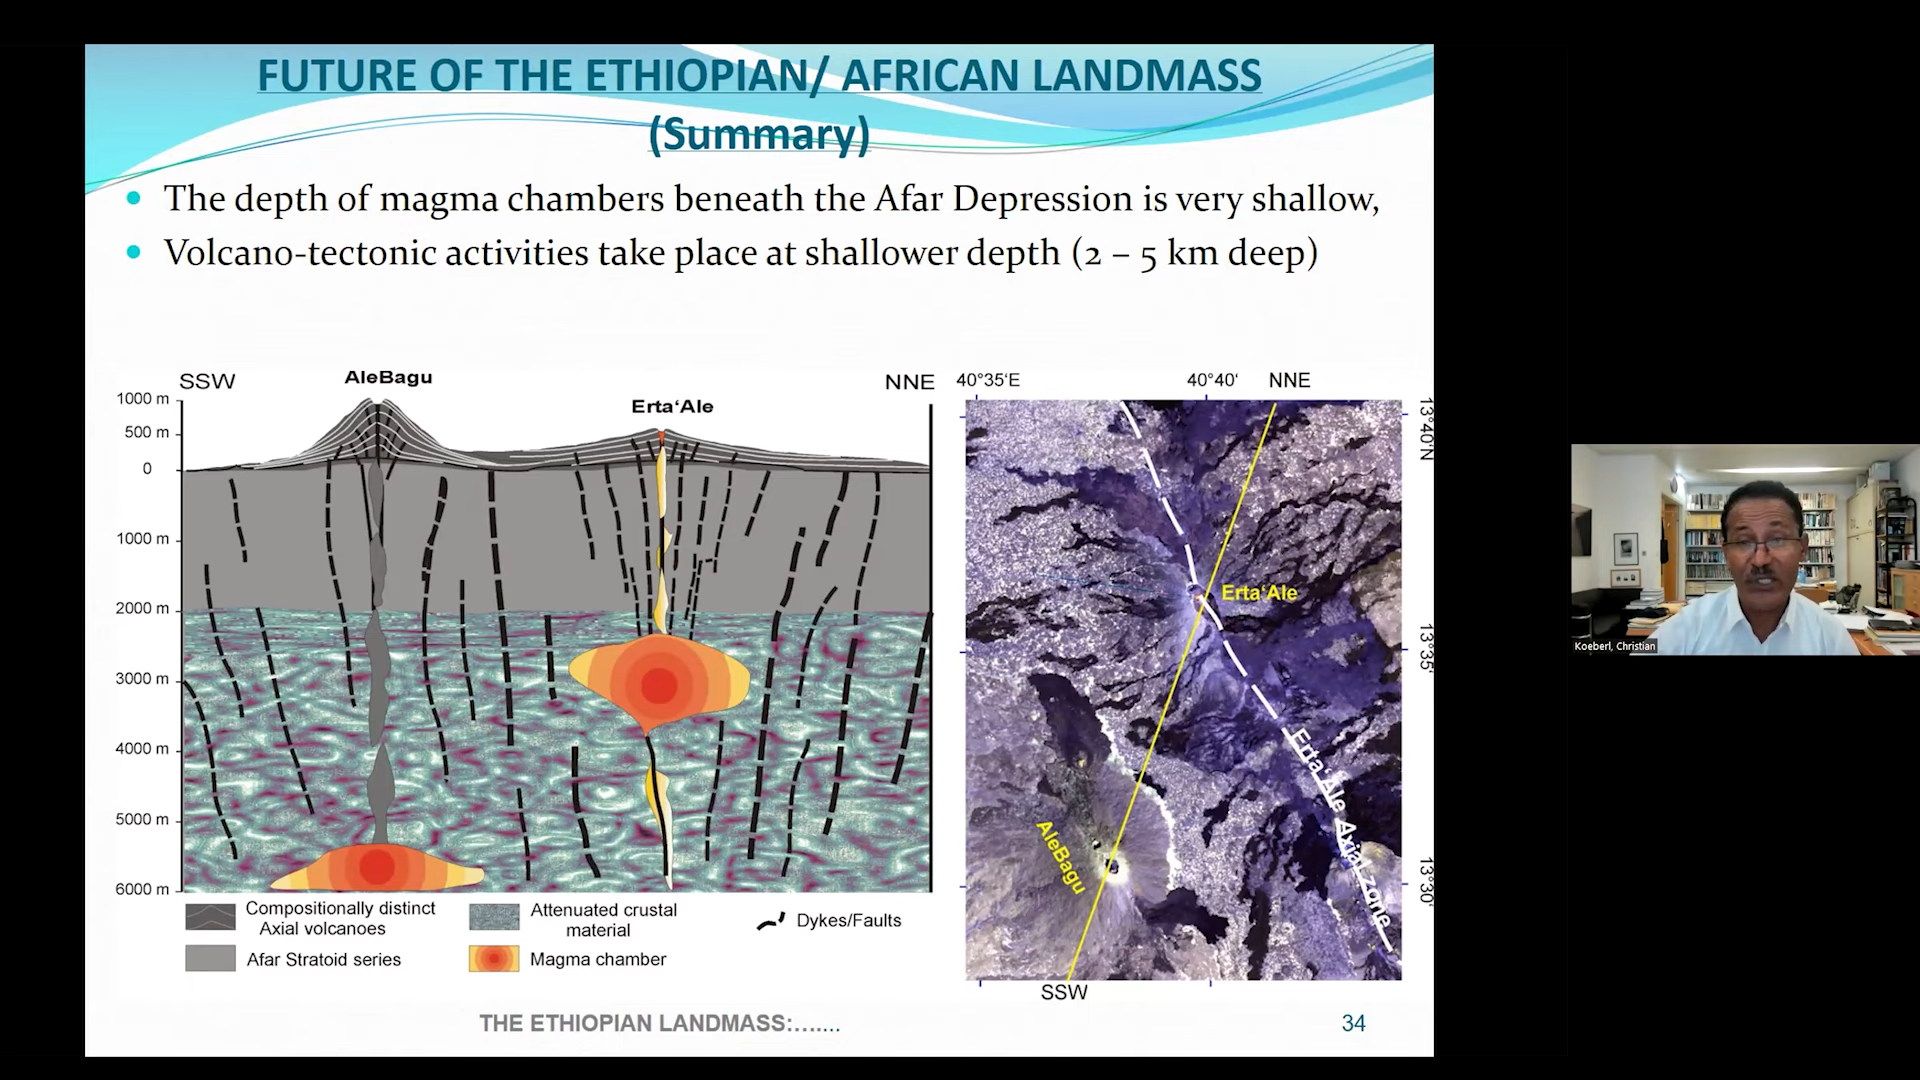 FUTURE OF THE ETHIOPIAN/ AFRICAN LANDMASS
(Summary)
The depth of magma chambers beneath the Afar Depression is very shallow,
Volcano-tectonic activities take place at shallower depth (2 – 5 km deep)
SSW
AleBagu
Erta'Ale
NNE
1000 m
500 m
0
1000 m
2000 m
3000 m
4000 m
5000 m
6000 m
Compositionally distinct
Axial volcanoes
Afar Stratoid series
Attenuated crustal
material
Magma chamber
Dykes/Faults
40°35'E
40°40'
NNE
13°40'N
13°35'
13°30'
Erta'Ale
AleBagu
Erta'Ale Axial zone
SSW
THE ETHIOPIAN LANDMASS:.......
34
Koeberl, Christian